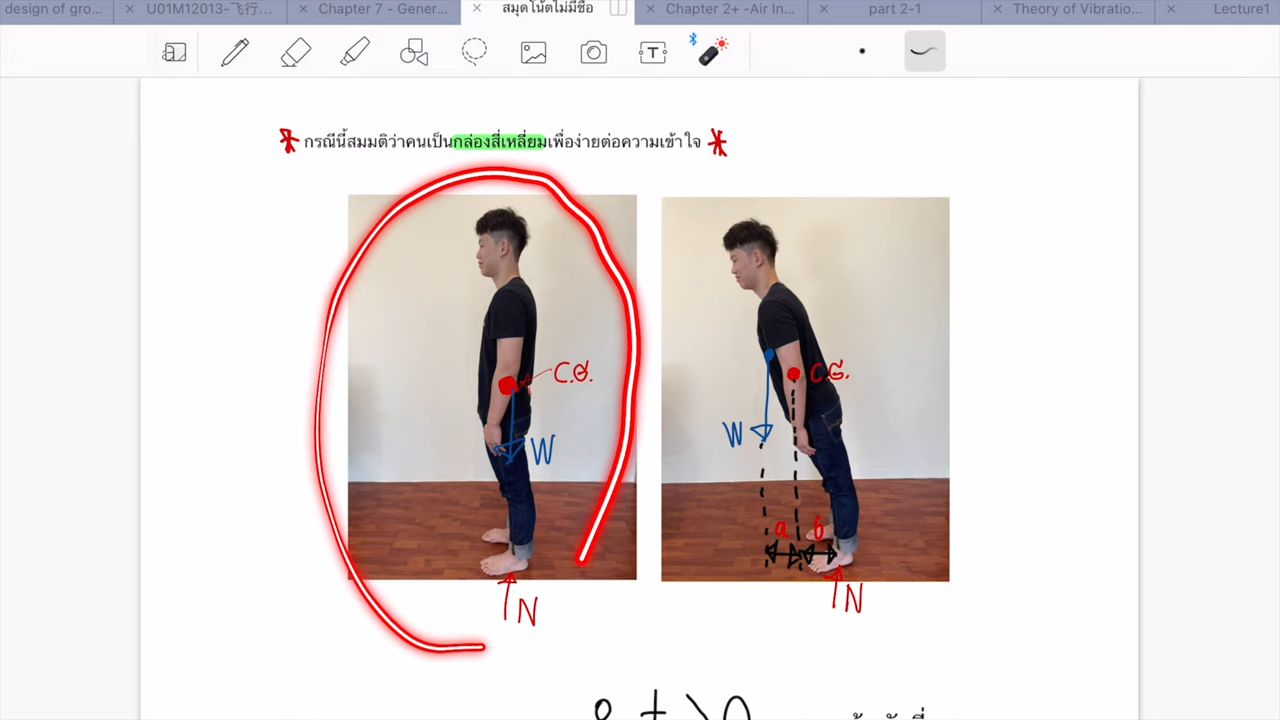 design of gro...
U01M12013-飞行...
Chapter 7 - Gener...
สมุดโน้ตไม่มีชื่อ
Chapter 2+ -Air In...
part 2-1
Theory of Vibratio...
Lecture1
T
กรณีนี้สมมติว่าคนเป็นกล่องสี่เหลี่ยมเพื่อง่ายต่อความเข้าใจ
C.G.
C.G.
W
W
a
b
N
N